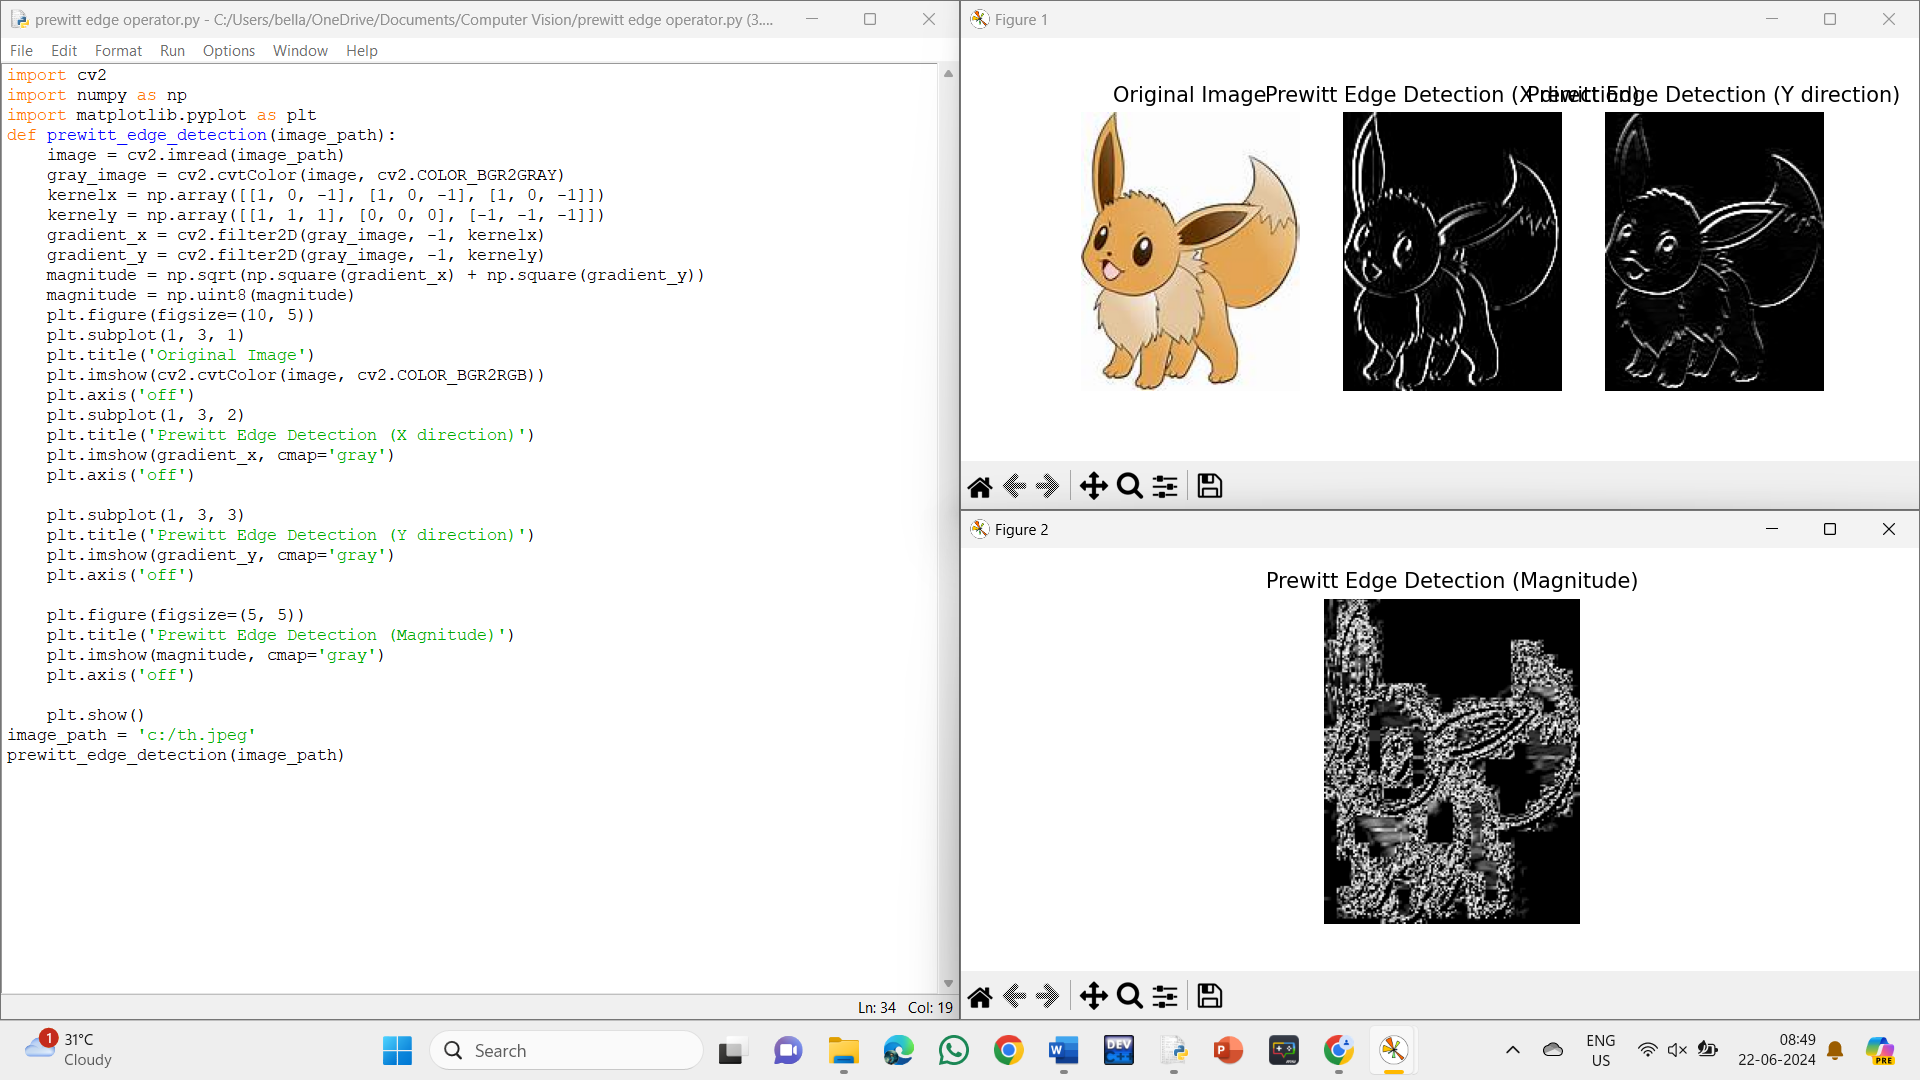 prewitt edge operator.py - C:/Users/bella/OneDrive/Documents/Computer Vision/prewitt edge operator.py (3....
File Edit Format Run Options Window Help
import cv2
import numpy as np
import matplotlib.pyplot as plt
def prewitt_edge_detection(image_path):
    image = cv2.imread(image_path)
    gray_image = cv2.cvtColor(image, cv2.COLOR_BGR2GRAY)
    kernelx = np.array([[1, 0, -1], [1, 0, -1], [1, 0, -1]])
    kernely = np.array([[1, 1, 1], [0, 0, 0], [-1, -1, -1]])
    gradient_x = cv2.filter2D(gray_image, -1, kernelx)
    gradient_y = cv2.filter2D(gray_image, -1, kernely)
    magnitude = np.sqrt(np.square(gradient_x) + np.square(gradient_y))
    magnitude = np.uint8(magnitude)
    plt.figure(figsize=(10, 5))
    plt.subplot(1, 3, 1)
    plt.title('Original Image')
    plt.imshow(cv2.cvtColor(image, cv2.COLOR_BGR2RGB))
    plt.axis('off')
    plt.subplot(1, 3, 2)
    plt.title('Prewitt Edge Detection (X direction)')
    plt.imshow(gradient_x, cmap='gray')
    plt.axis('off')
    plt.subplot(1, 3, 3)
    plt.title('Prewitt Edge Detection (Y direction)')
    plt.imshow(gradient_y, cmap='gray')
    plt.axis('off')
    plt.figure(figsize=(5, 5))
    plt.title('Prewitt Edge Detection (Magnitude)')
    plt.imshow(magnitude, cmap='gray')
    plt.axis('off')
    plt.show()
image_path = 'c:/th.jpeg'
prewitt_edge_detection(image_path)
Ln: 34 Col: 19
Figure 1
Original Image
Prewitt Edge Detection (X direction)
Prewitt Edge Detection (Y direction)
Figure 2
Prewitt Edge Detection (Magnitude)
1
31°C
Cloudy
Search
W
DEV
C++
P
ENG
US
08:49
22-06-2024
PRE